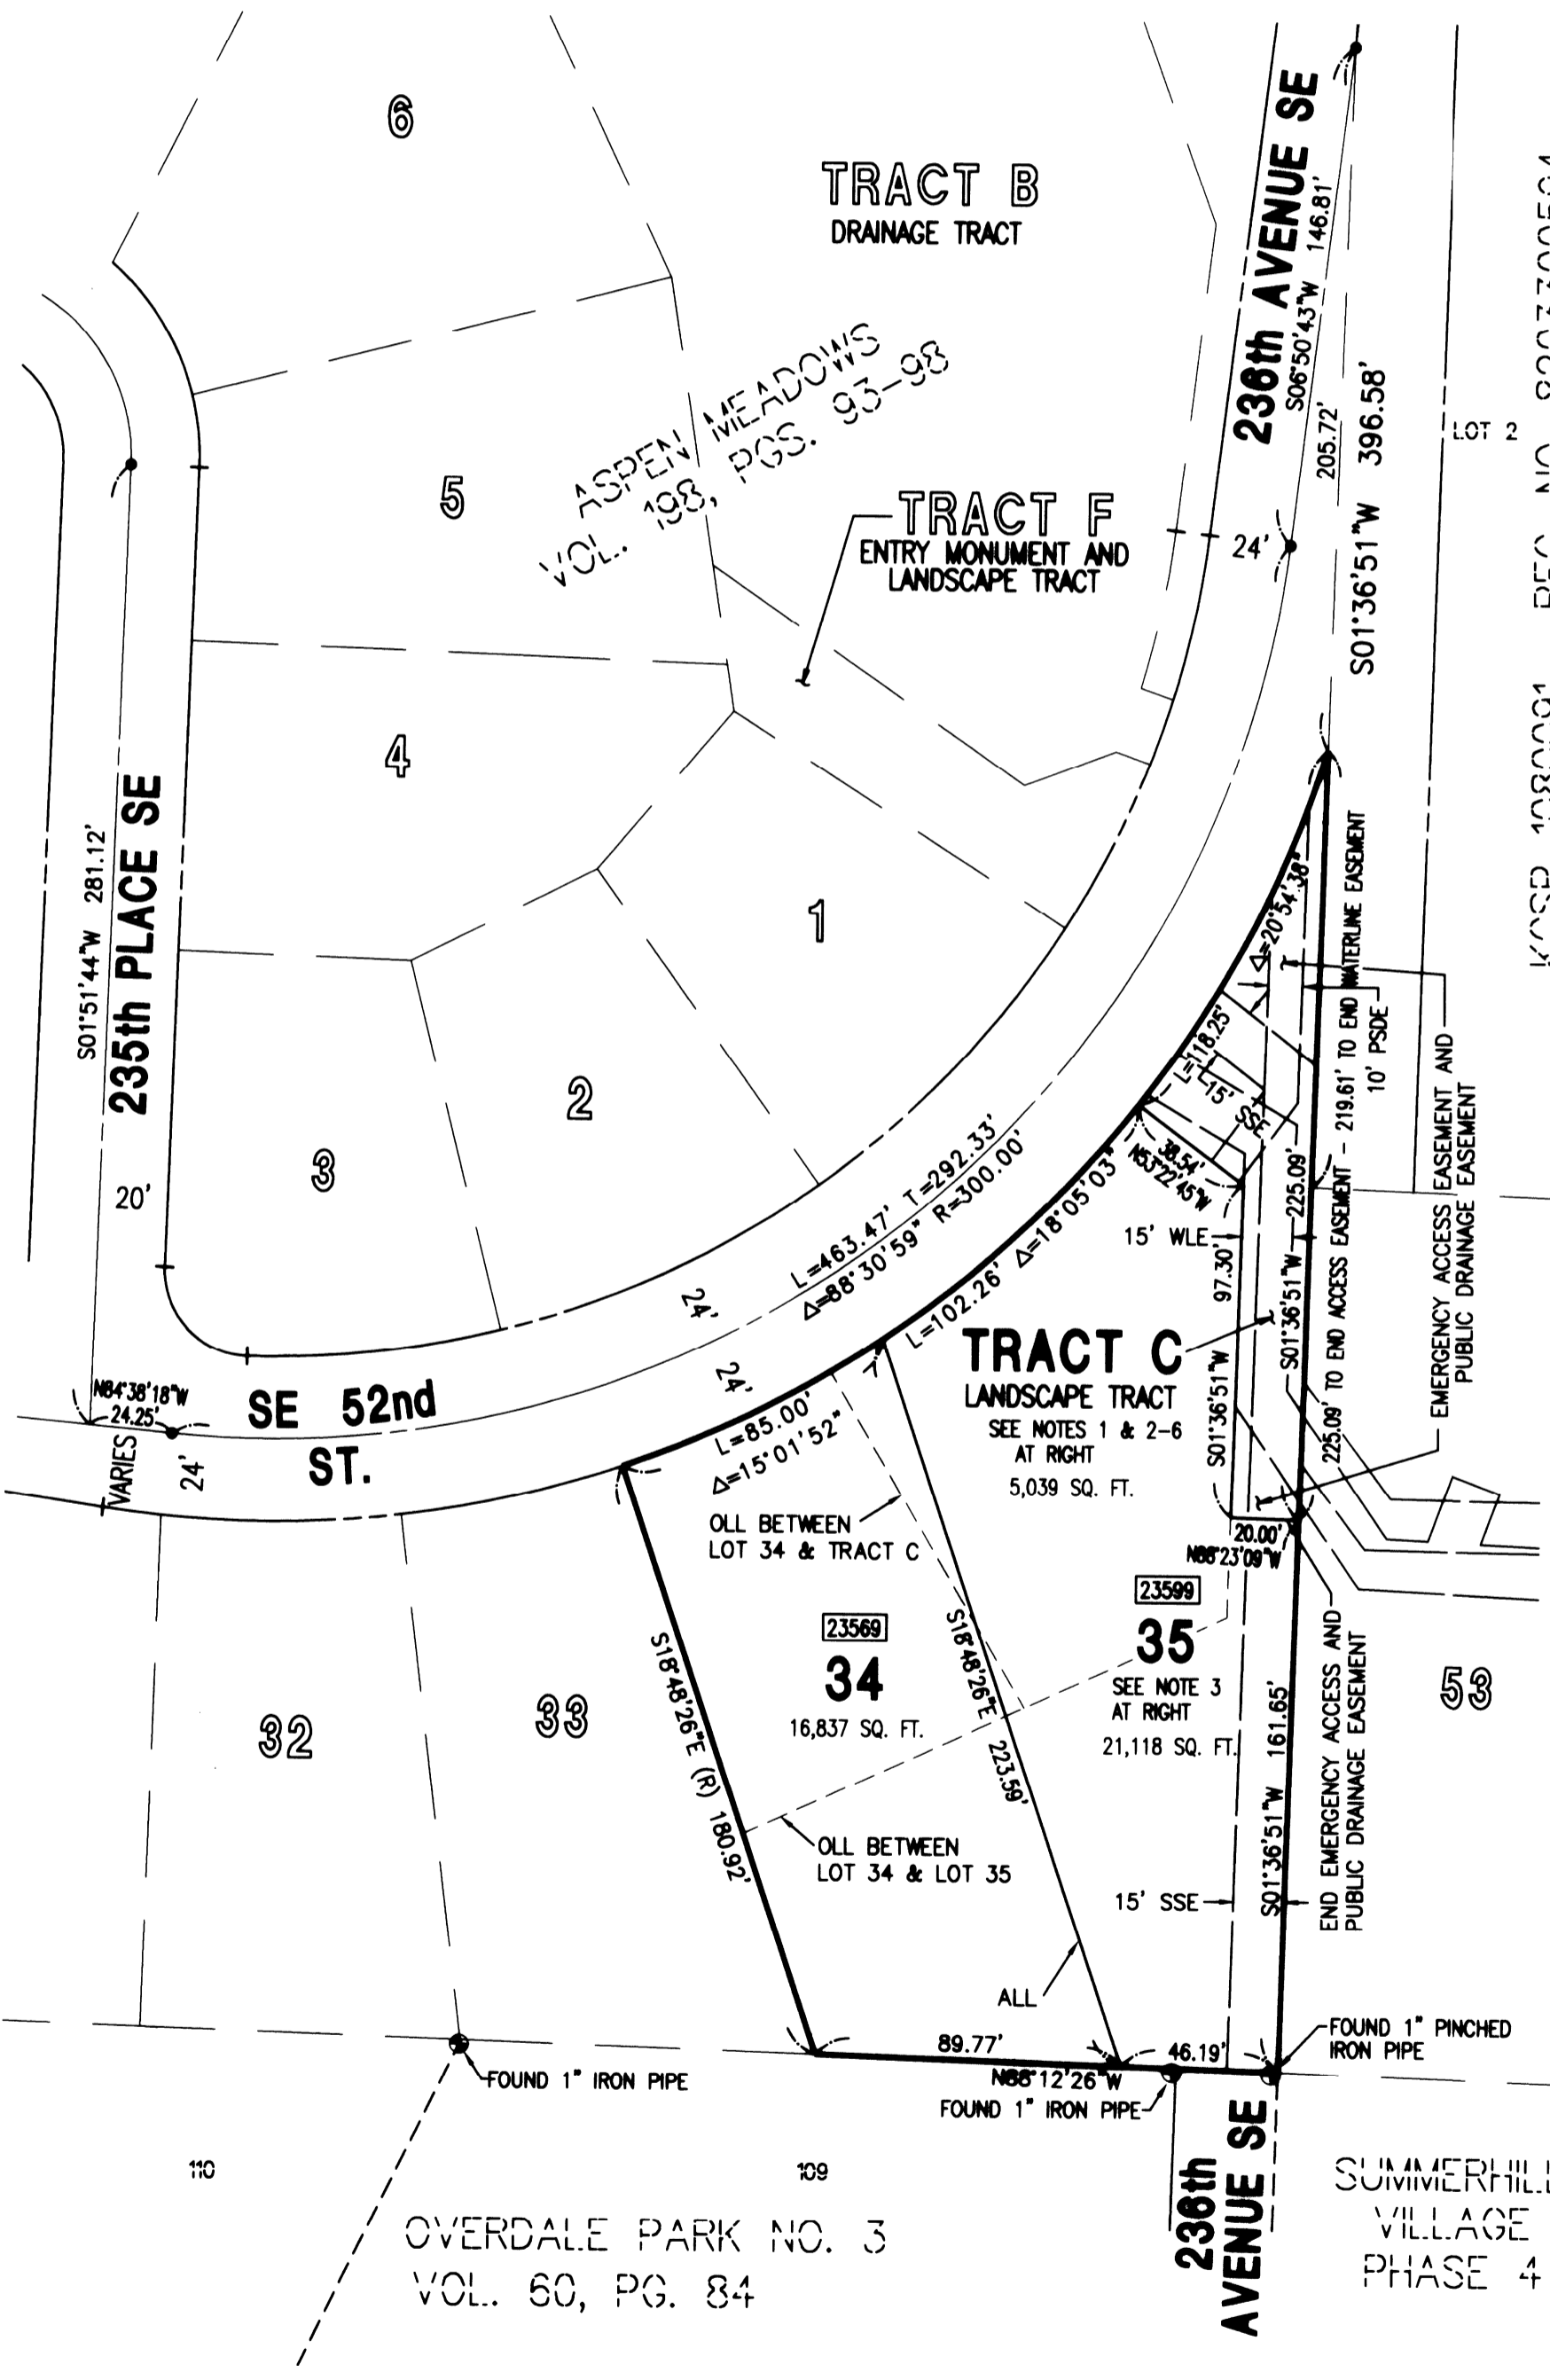 6
TRACT B
DRAINAGE TRACT
236th AVENUE SE
S06°50'43"W 146.81'
205.72'
S01°36'51"W 396.58'
LOT 2
ASPEN MEADOWS
VOL. 198, PGS. 93-98
5
TRACT F
ENTRY MONUMENT AND
LANDSCAPE TRACT
24'
4
235th PLACE SE
S01°51'44"W 281.12'
20'
1
2
3
Δ=20°54'38"
L=118.25'
15' SSE
38.54'
N53°22'45"W
L=463.47' T=292.33'
Δ=88°30'59" R=300.00'
L=102.26' Δ=18°05'03"
24'
24'
15' WLE
97.30'
S01°36'51"W
S01°36'51"W 225.09'
225.09' TO END ACCESS EASEMENT - 219.61' TO END WATERLINE EASEMENT
10' PSDE
EMERGENCY ACCESS EASEMENT AND
PUBLIC DRAINAGE EASEMENT
TRACT C
LANDSCAPE TRACT
SEE NOTES 1 & 2-6
AT RIGHT
5,039 SQ. FT.
N84°38'18"W
24.25'
SE 52nd
ST.
VARIES
24'
L=85.00'
Δ=15°01'52"
OLL BETWEEN
LOT 34 & TRACT C
20.00'
N88°23'09"W
23569
34
16,837 SQ. FT.
23599
35
SEE NOTE 3
AT RIGHT
21,118 SQ. FT.
S18°48'26"E (R) 180.92'
S18°48'26"E 223.59'
S01°36'51"W 161.65'
END EMERGENCY ACCESS AND
PUBLIC DRAINAGE EASEMENT
53
32
33
OLL BETWEEN
LOT 34 & LOT 35
15' SSE
ALL
89.77'
46.19'
N88°12'26"W
FOUND 1" IRON PIPE
FOUND 1" IRON PIPE
FOUND 1" PINCHED
IRON PIPE
236th
AVENUE SE
110
109
OVERDALE PARK NO. 3
VOL. 60, PG. 84
SUMMERHILL
VILLAGE
PHASE 4